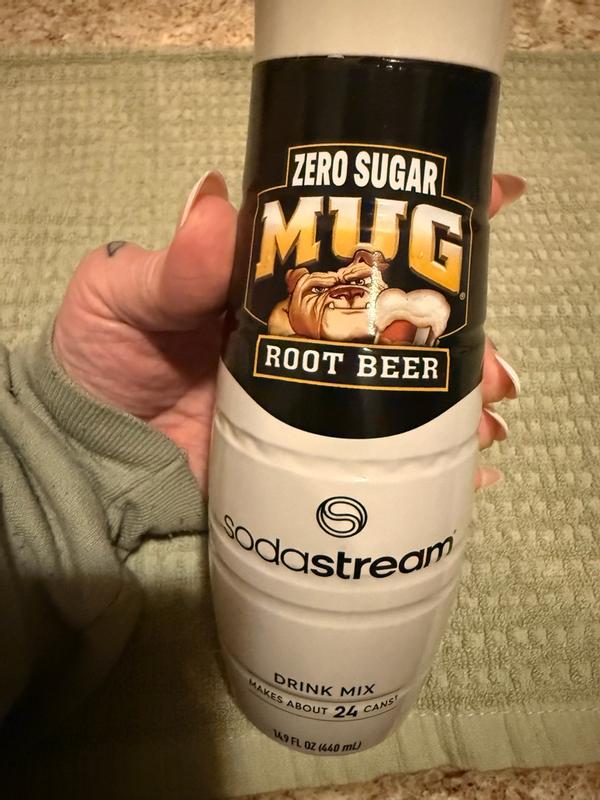 ZERO SUGAR
MUG®
ROOT BEER
sodastream
DRINK MIX
MAKES ABOUT 24 CANS†
14.9 FL OZ (440 mL)